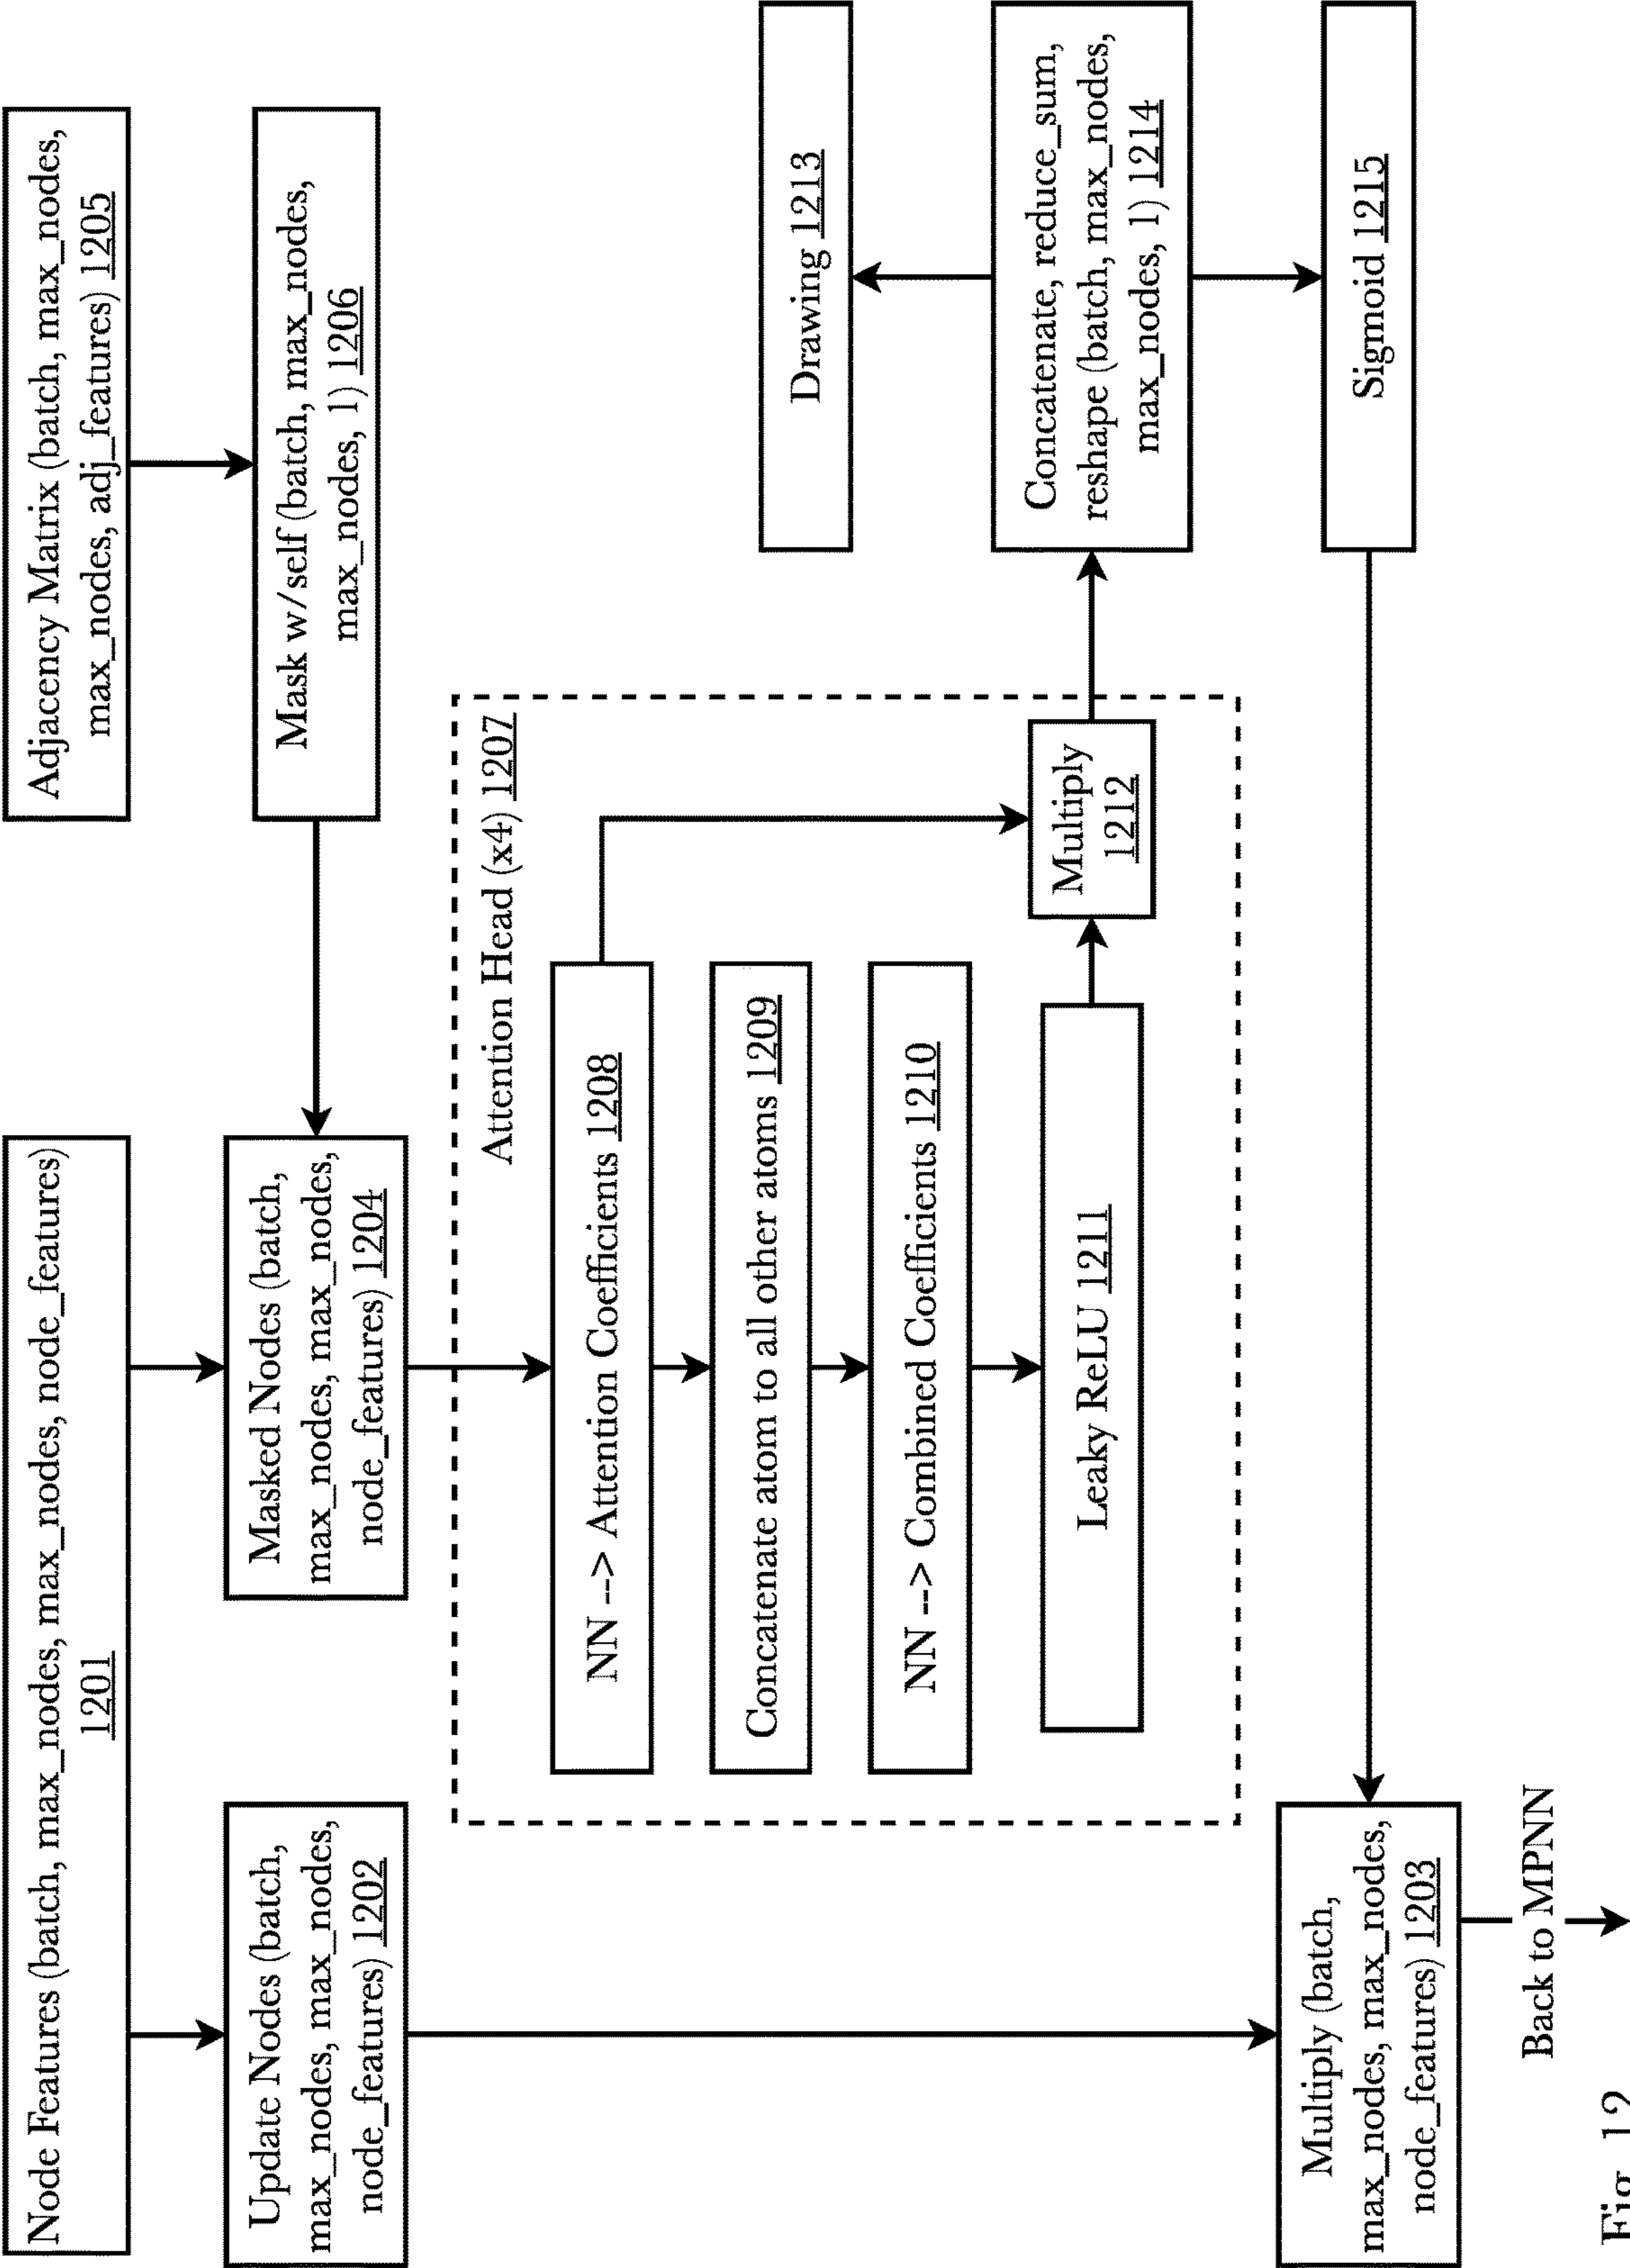 Node Features (batch, max_nodes, max_nodes, max_nodes, node_features)
1201
Adjacency Matrix (batch, max_nodes,
max_nodes, adj_features) 1205
Update Nodes (batch,
max_nodes, max_nodes,
node_features) 1202
Masked Nodes (batch,
max_nodes, max_nodes,
node_features) 1204
Mask w/self (batch, max_nodes,
max_nodes, 1) 1206
Attention Head (x4) 1207
NN --> Attention Coefficients 1208
Concatenate atom to all other atoms 1209
NN --> Combined Coefficients 1210
Leaky ReLU 1211
Multiply
1212
Drawing 1213
Concatenate, reduce_sum,
reshape (batch, max_nodes,
max_nodes, 1) 1214
Sigmoid 1215
Multiply (batch,
max_nodes, max_nodes,
node_features) 1203
Back to MPNN
Fig. 12